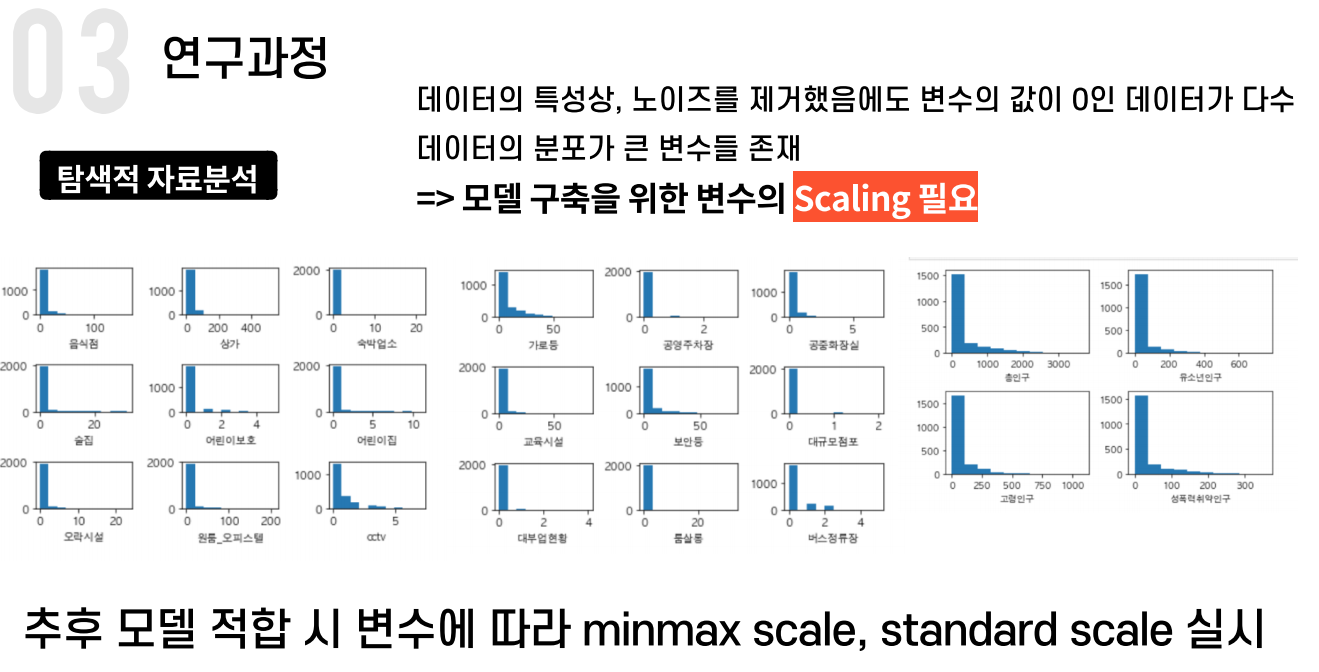 03 연구과정
데이터의 특성상, 노이즈를 제거했음에도 변수의 값이 0인 데이터가 다수
데이터의 분포가 큰 변수들 존재
탐색적 자료분석
=> 모델 구축을 위한 변수의 Scaling 필요
1000
0
0 100
음식점
1000
0
0 200 400
상가
2000
0
0 10 20
숙박업소
2000
0
0 20
술집
1000
0
0 2 4
어린이보호
2000
0
0 5 10
어린이집
2000
0
0 10 20
오락시설
2000
0
0 100 200
원룸_오피스텔
1000
0
0 5
cctv
1000
0
0 50
가로등
2000
0
0 2
공영주차장
1000
0
0 5
공중화장실
2000
0
0 50
교육시설
1000
0
0 50
보안등
2000
0
0 1 2
대규모점포
2000
0
0 2 4
대부업현황
2000
0
0 20
룸살롱
1000
0
0 2 4
버스정류장
1500
1000
500
0
0 1000 2000 3000
총인구
1500
1000
500
0
0 200 400 600
유소년인구
1500
1000
500
0
0 250 500 750 1000
고령인구
1500
1000
500
0
0 100 200 300
성폭력취약인구
추후 모델 적합 시 변수에 따라 minmax scale, standard scale 실시